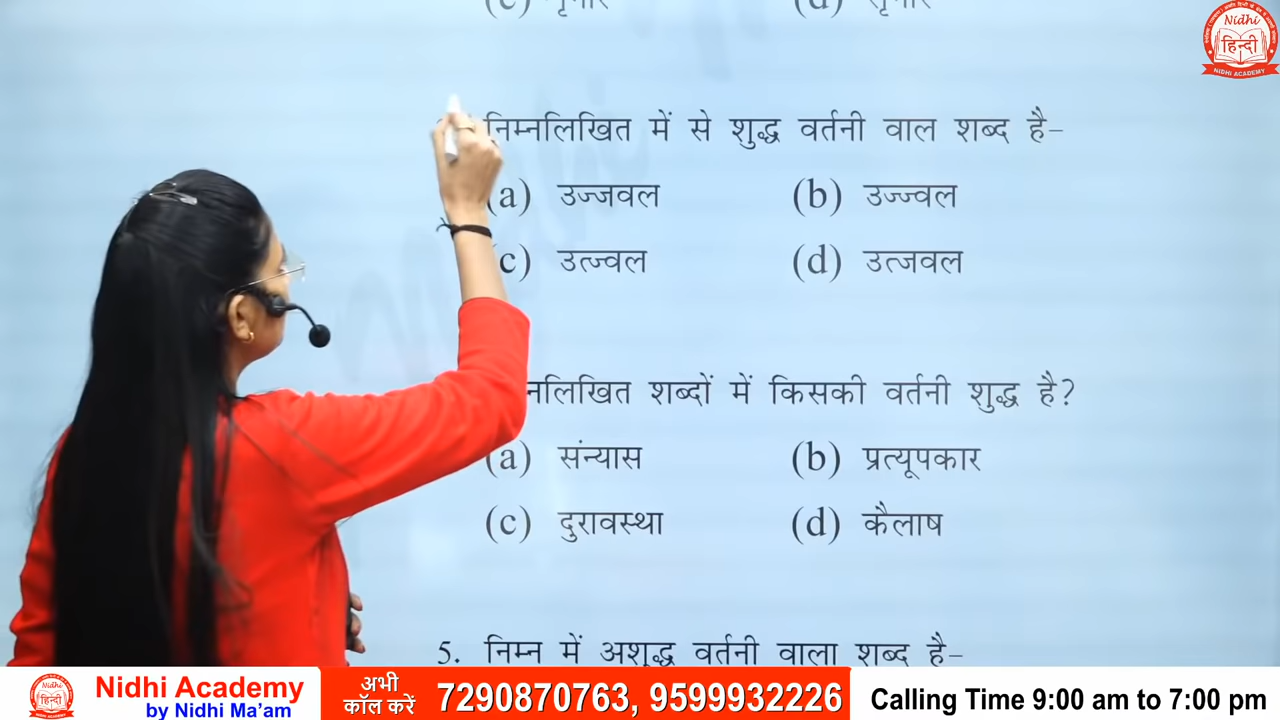 (c) (d)
निम्नलिखित में से शुद्ध वर्तनी वाल शब्द है-
(a) उज्जवल (b) उज्ज्वल
(c) उत्ज्वल (d) उत्जवल
नलिखित शब्दों में किसकी वर्तनी शुद्ध है?
(a) संन्यास (b) प्रत्यूपकार
(c) दुरावस्था (d) कैलाष
5. निम्न में अशुद्ध वर्तनी वाला शब्द है-
Nidhi
हिन्दी
NIDHI ACADEMY
हिन्दी
Nidhi Academy
by Nidhi Ma'am
अभी
कॉल करें
7290870763, 9599932226
Calling Time 9:00 am to 7:00 pm